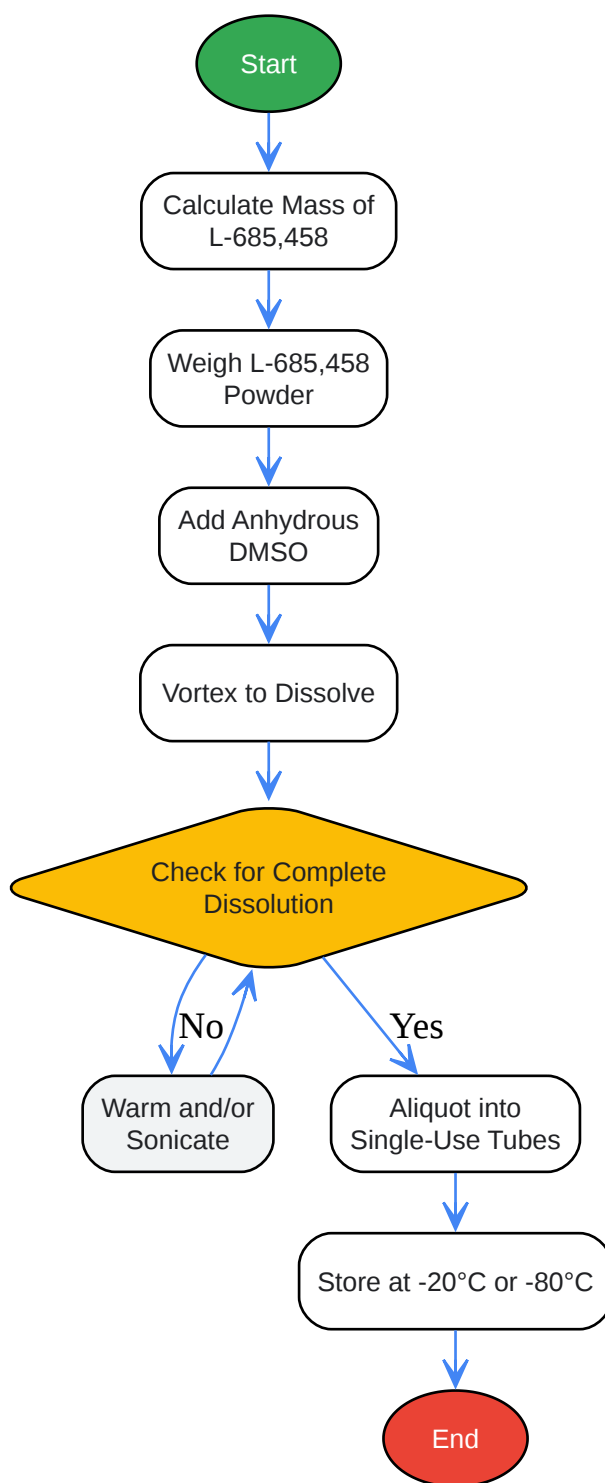 Start
Calculate Mass of
L-685,458
Weigh L-685,458
Powder
Add Anhydrous
DMSO
Vortex to Dissolve
Check for Complete
Dissolution
No
Yes
Warm and/or
Sonicate
Aliquot into
Single-Use Tubes
Store at -20°C or -80°C
End